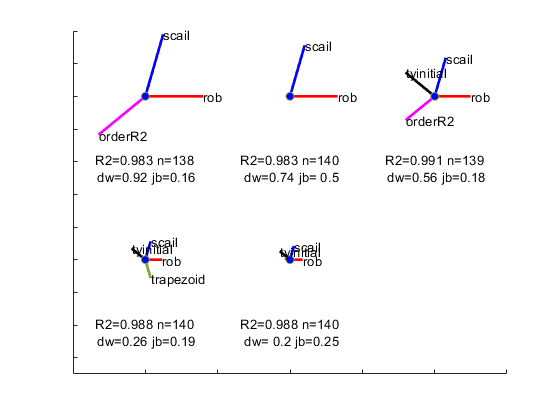 scail
rob
orderR2
R2=0.983 n=138
dw=0.92 jb=0.16
scail
rob
R2=0.983 n=140
dw=0.74 jb= 0.5
scail
tyinitial
rob
orderR2
R2=0.991 n=139
dw=0.56 jb=0.18
scail
tyinitial
rob
trapezoid
R2=0.988 n=140
dw=0.26 jb=0.19
scail
tyinitial
rob
R2=0.988 n=140
dw= 0.2 jb=0.25